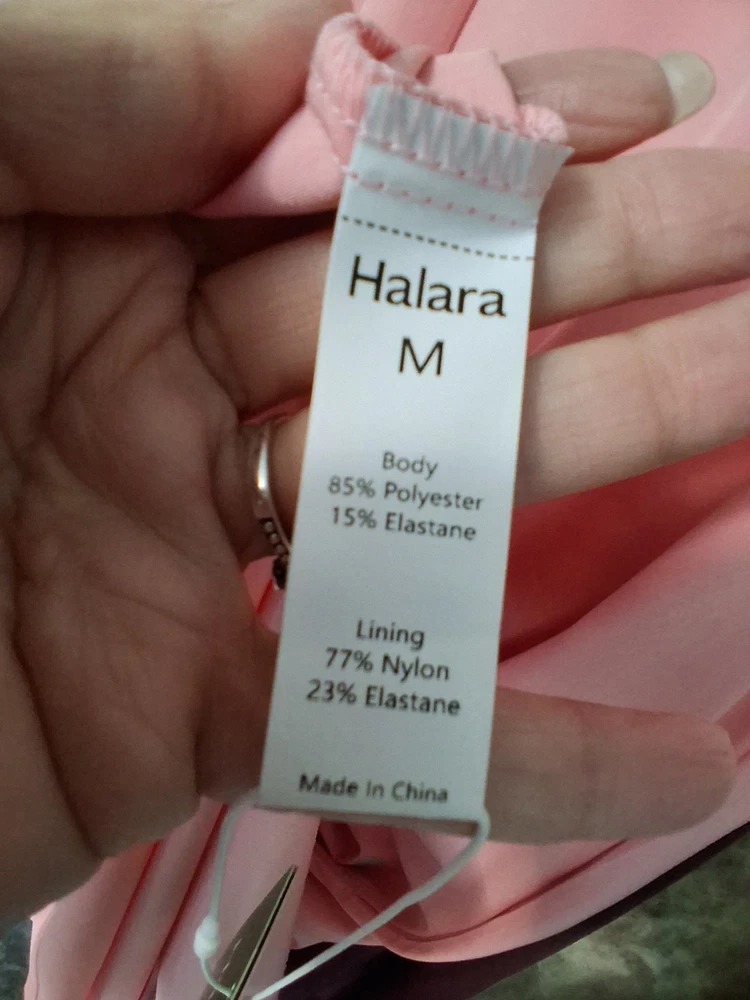 Halara
M
Body
85% Polyester
15% Elastane
Lining
77% Nylon
23% Elastane
Made In China